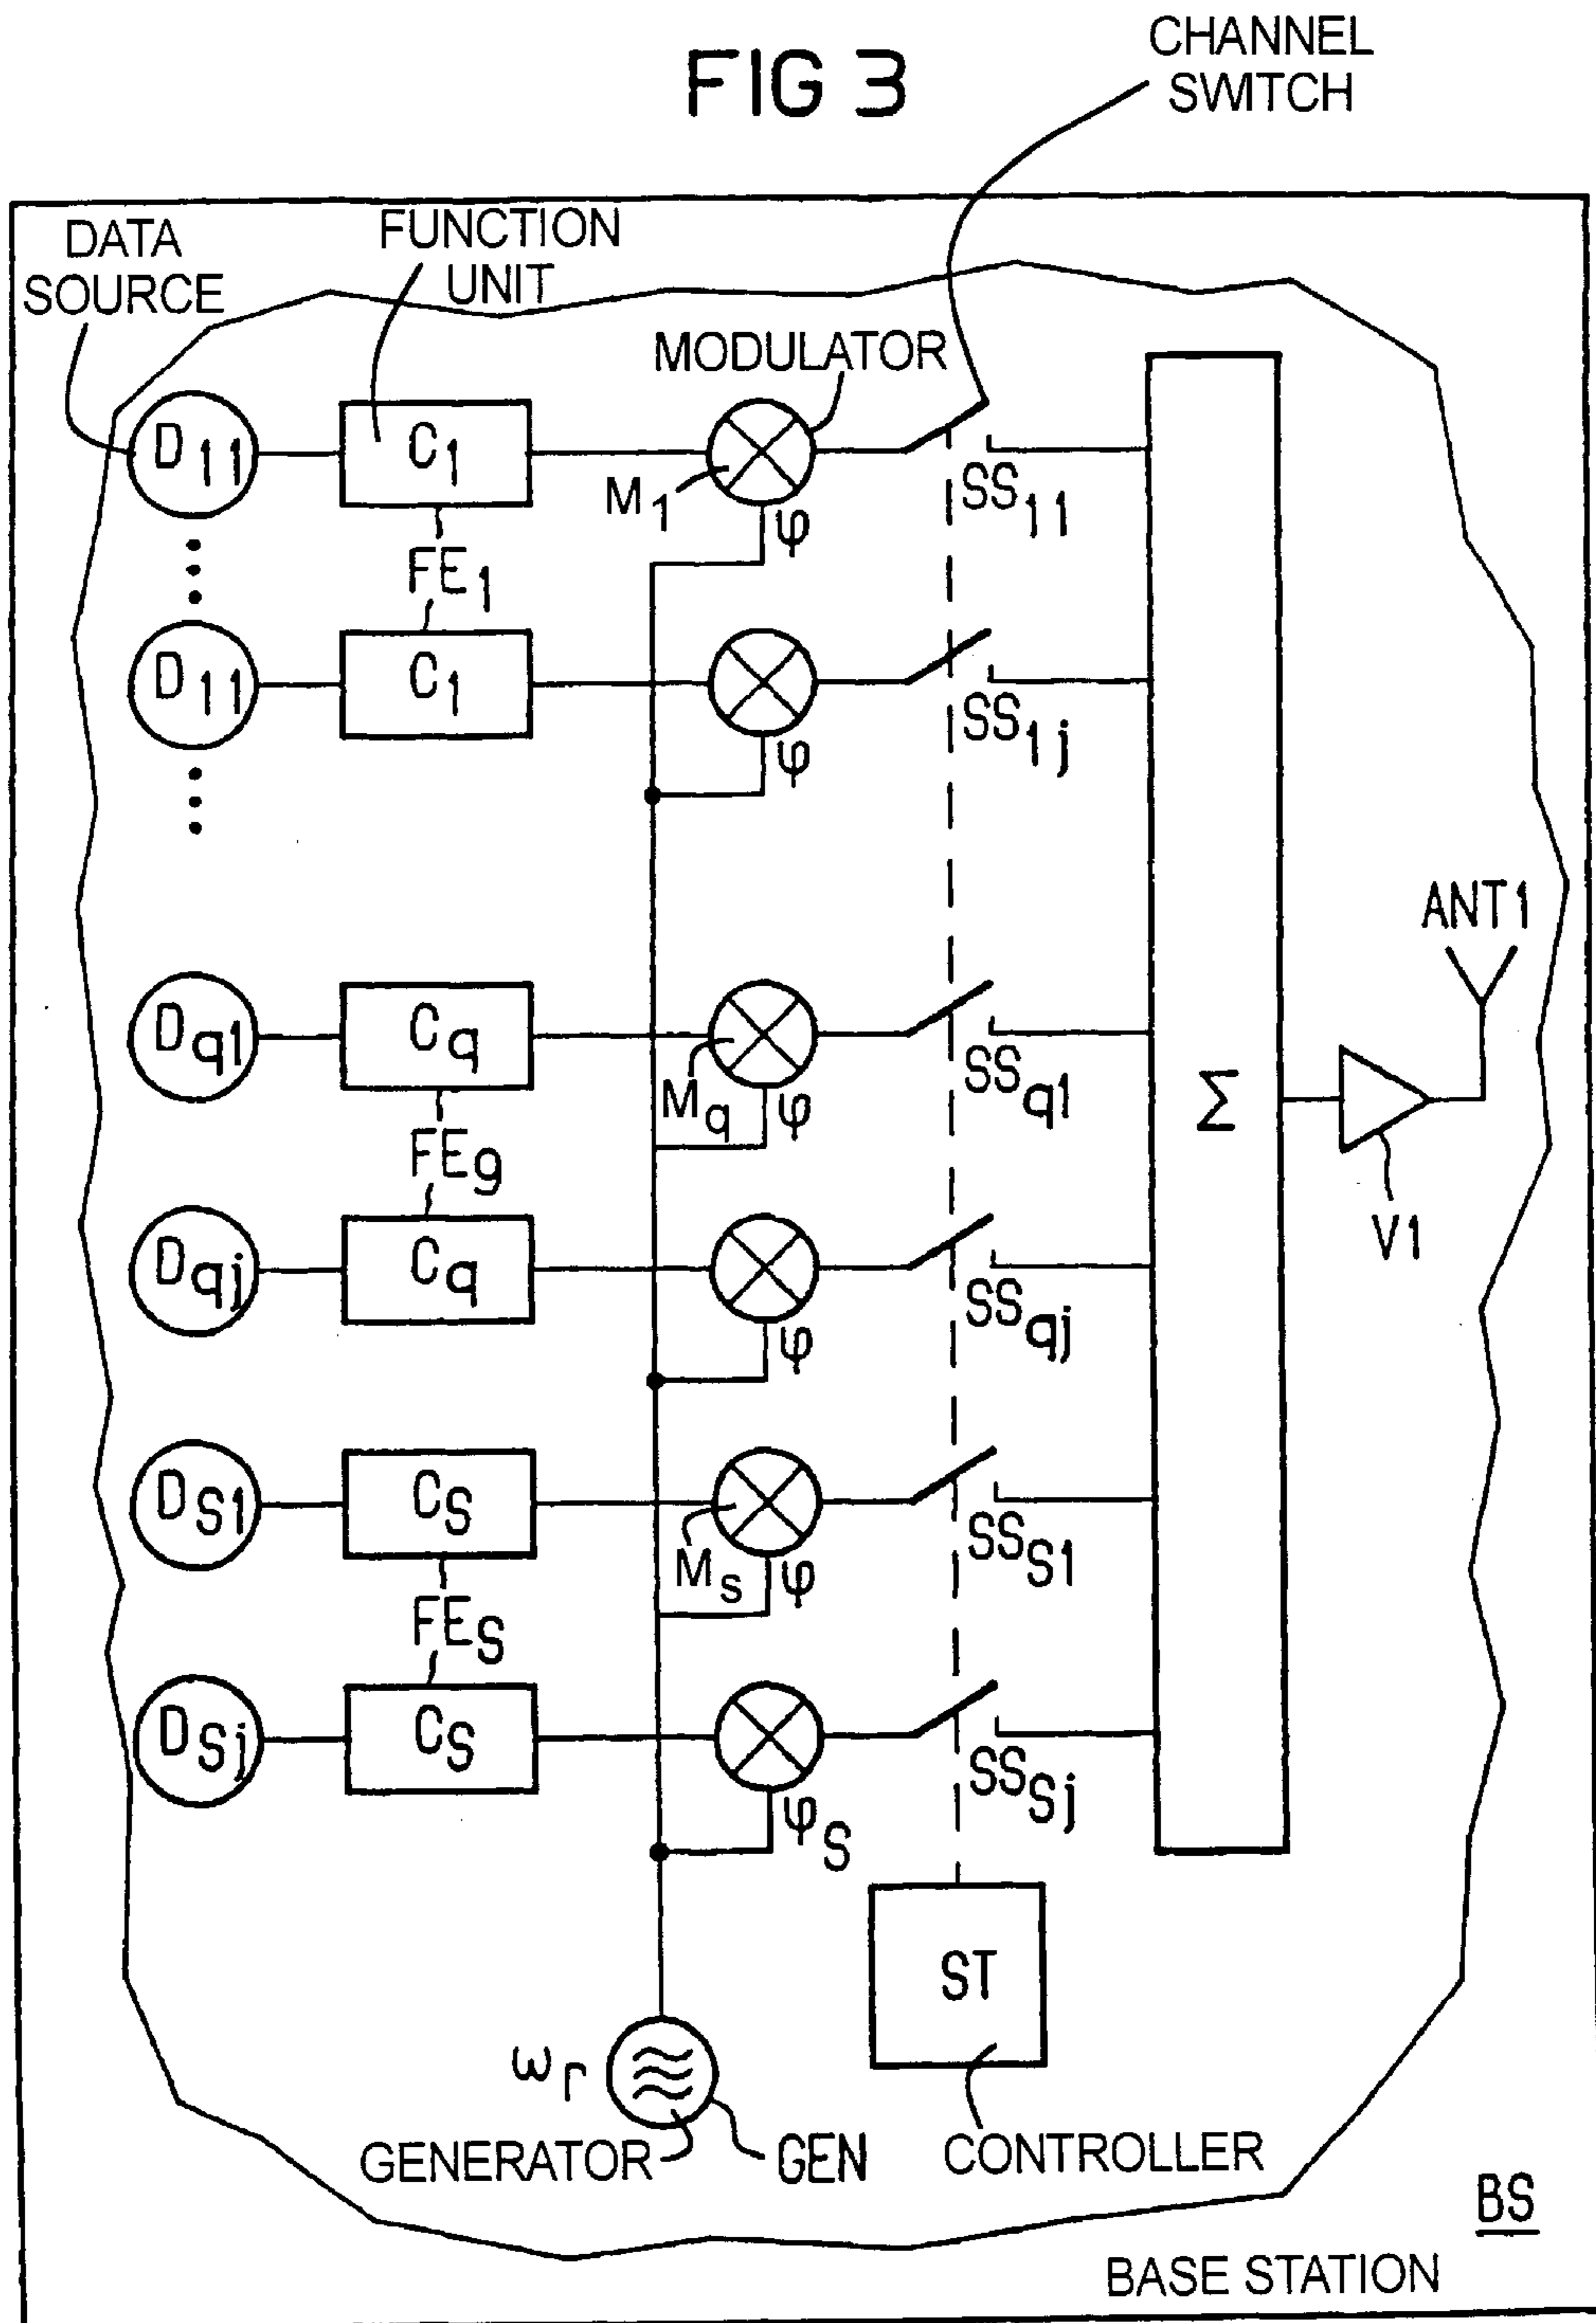 FIG 3
CHANNEL
SWITCH
DATA
SOURCE
FUNCTION
UNIT
MODULATOR
D11
C1
M1
φ
SS11
FE1
D11
C1
φ
SS1j
ANT1
Dq1
Cq
Mq
φ
SSq1
Σ
FEg
V1
Dqj
Cq
φ
SSqj
DS1
CS
Ms
φ
SSS1
FES
DSj
CS
φS
SSSj
ST
ωr
GENERATOR
GEN
CONTROLLER
BS
BASE STATION